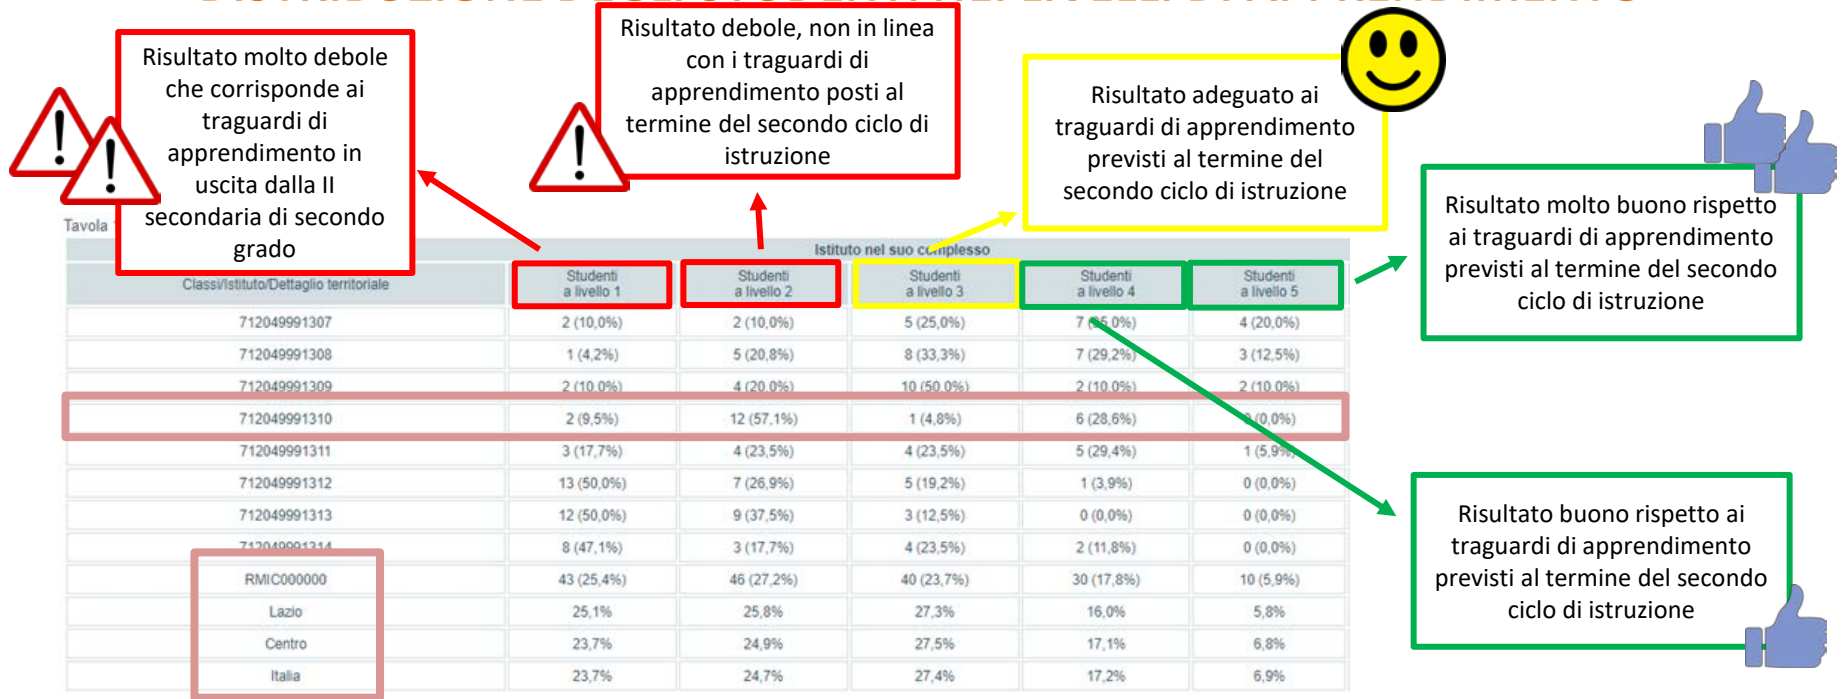 Risultato molto debole
che corrisponde ai
traguardi di
apprendimento in
uscita dalla II
secondaria di secondo
grado
Risultato debole, non in linea
con i traguardi di
apprendimento posti al
termine del secondo ciclo di
istruzione
Risultato adeguato ai
traguardi di apprendimento
previsti al termine del
secondo ciclo di istruzione
Risultato molto buono rispetto
ai traguardi di apprendimento
previsti al termine del secondo
ciclo di istruzione
Risultato buono rispetto ai
traguardi di apprendimento
previsti al termine del secondo
ciclo di istruzione
Tavola
Istituto nel suo complesso
Classi/Istituto/Dettaglio territoriale
Studenti
a livello 1
Studenti
a livello 2
Studenti
a livello 3
Studenti
a livello 4
Studenti
a livello 5
712049991307 2 (10,0%) 2 (10,0%) 5 (25,0%) 7 (35,0%) 4 (20,0%)
712049991308 1 (4,2%) 5 (20,8%) 8 (33,3%) 7 (29,2%) 3 (12,5%)
712049991309 2 (10,0%) 4 (20,0%) 10 (50,0%) 2 (10,0%) 2 (10,0%)
712049991310 2 (9,5%) 12 (57,1%) 1 (4,8%) 6 (28,6%) 0 (0,0%)
712049991311 3 (17,7%) 4 (23,5%) 4 (23,5%) 5 (29,4%) 1 (5,9%)
712049991312 13 (50,0%) 7 (26,9%) 5 (19,2%) 1 (3,9%) 0 (0,0%)
712049991313 12 (50,0%) 9 (37,5%) 3 (12,5%) 0 (0,0%) 0 (0,0%)
712049991314 8 (47,1%) 3 (17,7%) 4 (23,5%) 2 (11,8%) 0 (0,0%)
RMIC000000 43 (25,4%) 46 (27,2%) 40 (23,7%) 30 (17,8%) 10 (5,9%)
Lazio 25,1% 25,8% 27,3% 16,0% 5,8%
Centro 23,7% 24,9% 27,5% 17,1% 6,8%
Italia 23,7% 24,7% 27,4% 17,2% 6,9%